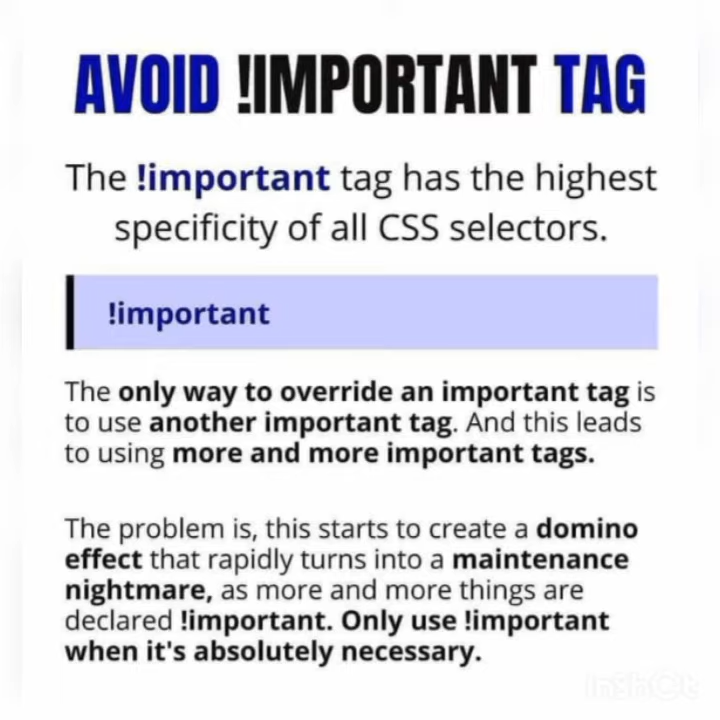 AVOID !IMPORTANT TAG
The !important tag has the highest
specificity of all CSS selectors.
!important
The only way to override an important tag is
to use another important tag. And this leads
to using more and more important tags.
The problem is, this starts to create a domino
effect that rapidly turns into a maintenance
nightmare, as more and more things are
declared !important. Only use !important
when it's absolutely necessary.
InShOt